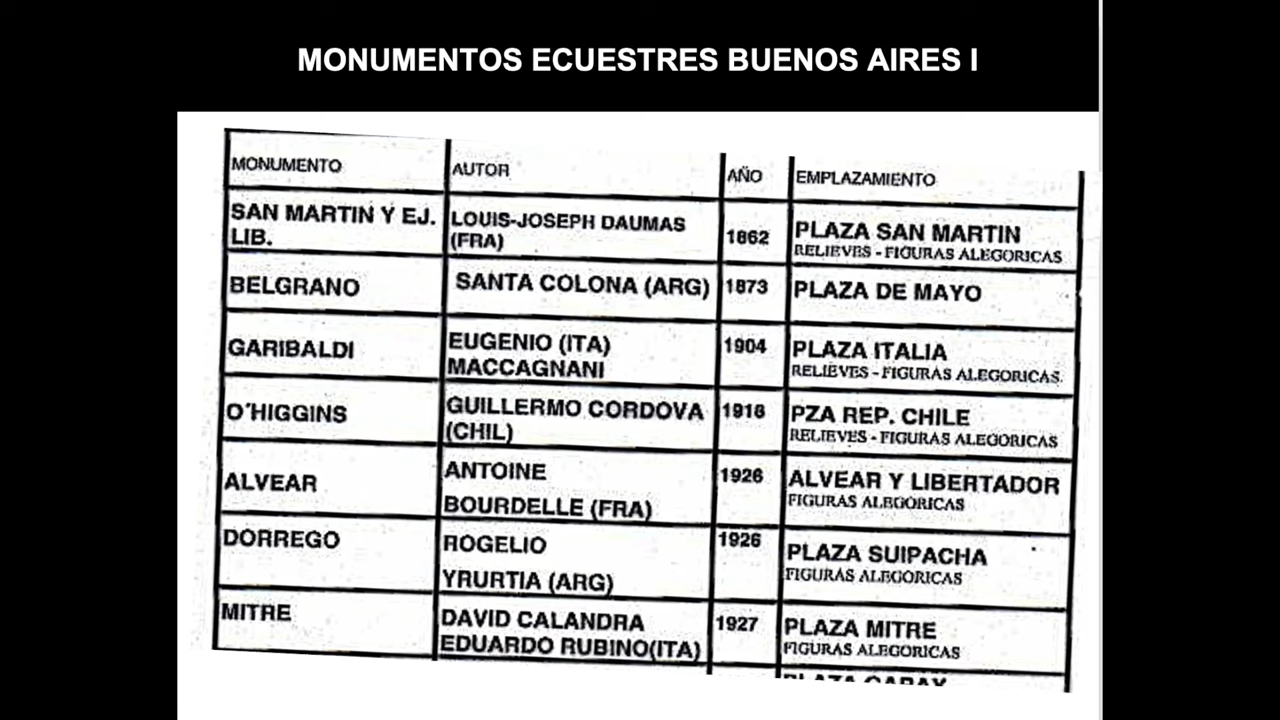 MONUMENTOS ECUESTRES BUENOS AIRES I
MONUMENTO AUTOR AÑO EMPLAZAMIENTO
SAN MARTIN Y EJ. LIB. LOUIS-JOSEPH DAUMAS (FRA) 1862 PLAZA SAN MARTIN
RELIEVES - FIGURAS ALEGORICAS
BELGRANO SANTA COLONA (ARG) 1873 PLAZA DE MAYO
GARIBALDI EUGENIO (ITA) MACCAGNANI 1904 PLAZA ITALIA
RELIEVES - FIGURAS ALEGORICAS
O'HIGGINS GUILLERMO CORDOVA (CHIL) 1918 PZA REP. CHILE
RELIEVES - FIGURAS ALEGORICAS
ALVEAR ANTOINE BOURDELLE (FRA) 1926 ALVEAR Y LIBERTADOR
FIGURAS ALEGORICAS
DORREGO ROGELIO YRURTIA (ARG) 1926 PLAZA SUIPACHA
FIGURAS ALEGORICAS
MITRE DAVID CALANDRA EDUARDO RUBINO(ITA) 1927 PLAZA MITRE
FIGURAS ALEGORICAS